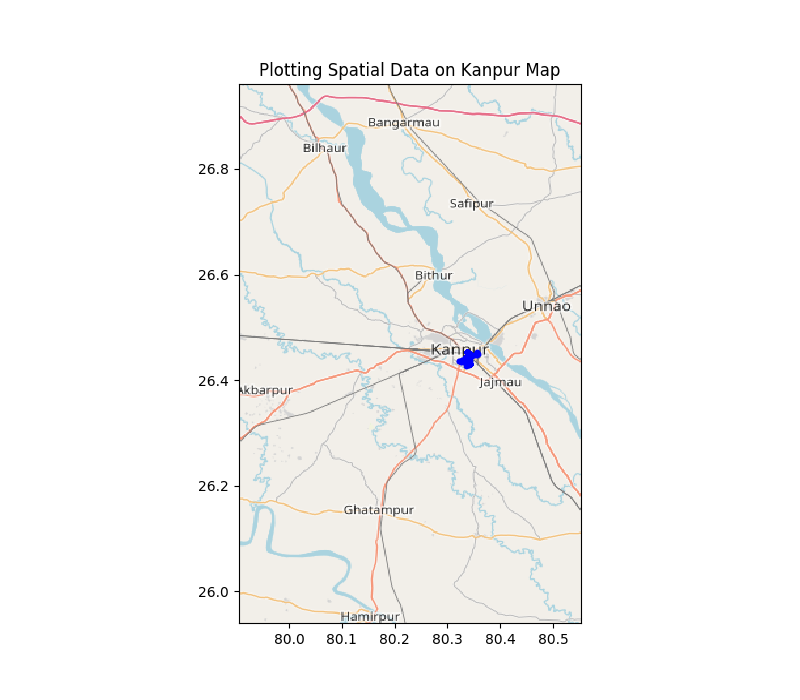 Plotting Spatial Data on Kanpur Map
Bangarmau
Bilhaur
26.8
Safipur
Bithur
26.6
Unnao
Kanpur
26.4
Jajmau
Akbarpur
26.2
Ghatampur
26.0
Hamirpur
80.0 80.1 80.2 80.3 80.4 80.5